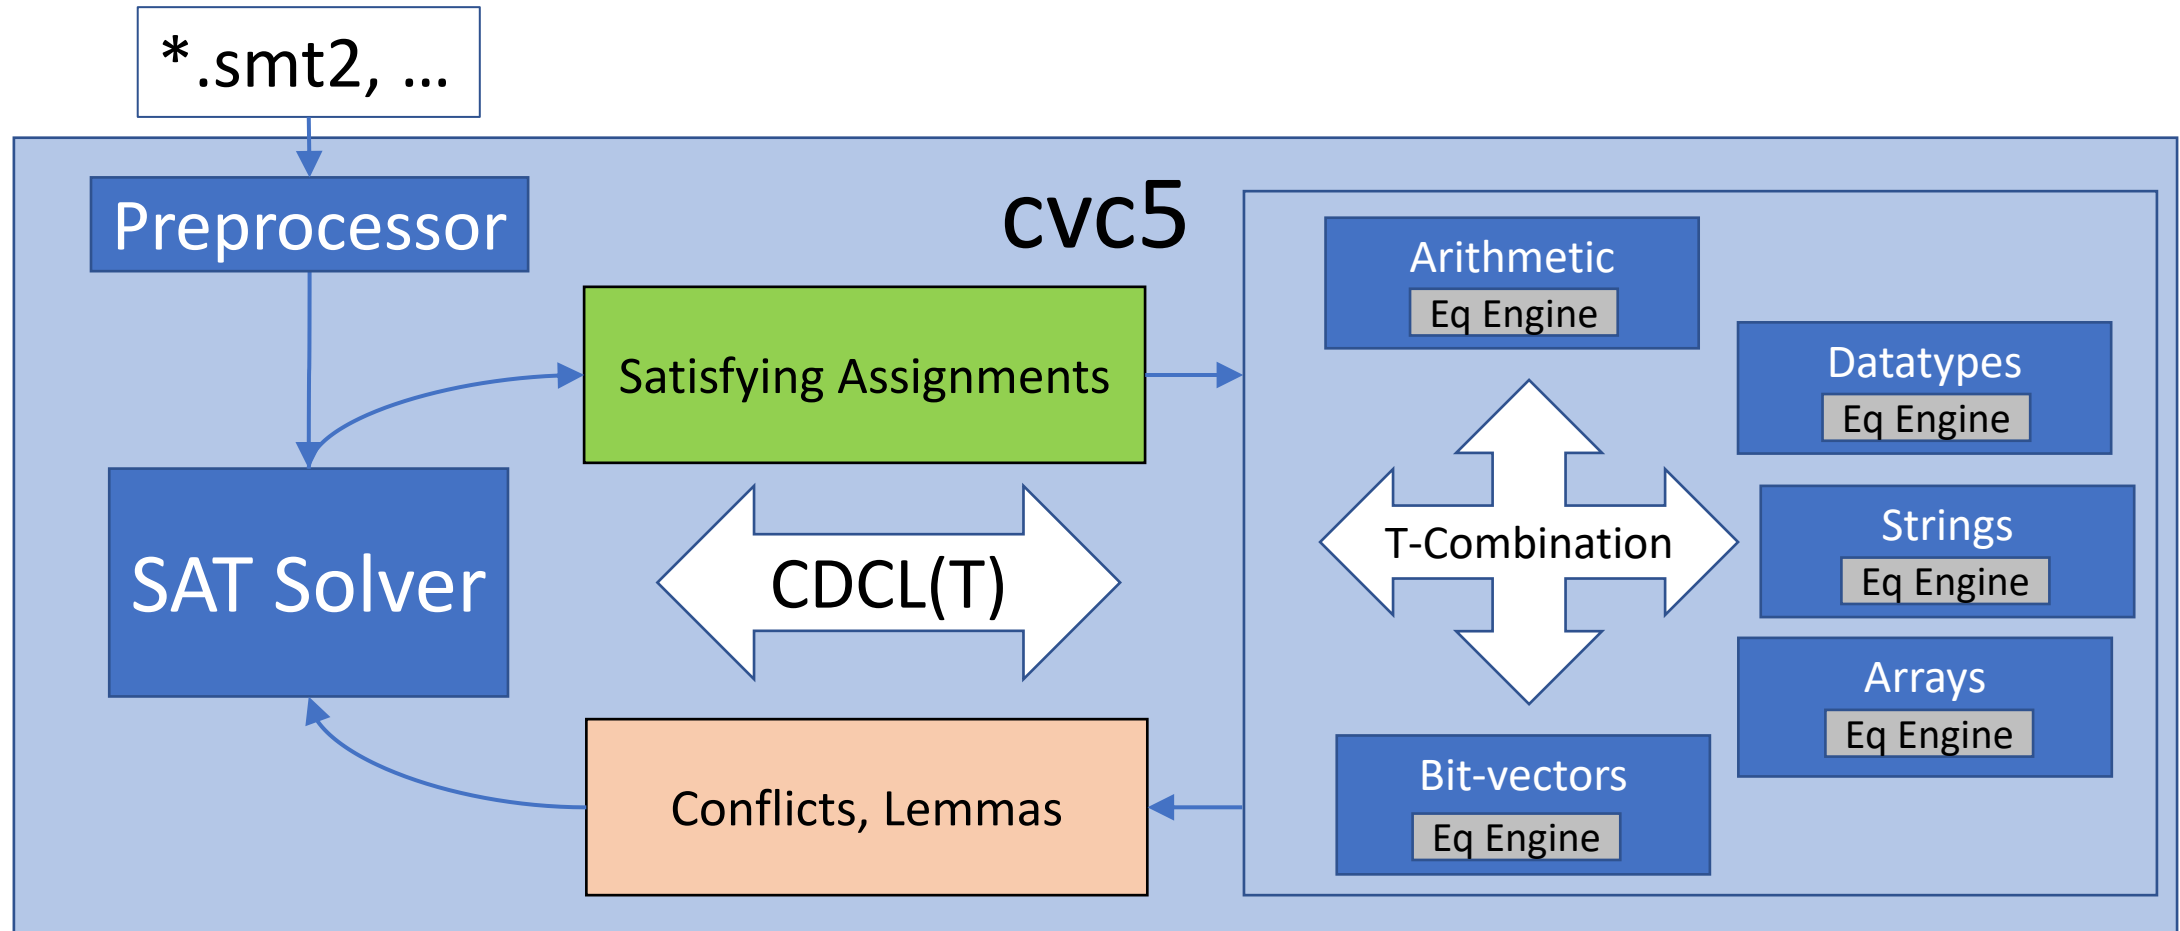 *.smt2, ...
Preprocessor
cvc5
Arithmetic
Eq Engine
Datatypes
Eq Engine
Satisfying Assignments
Strings
Eq Engine
T-Combination
SAT Solver
CDCL(T)
Arrays
Eq Engine
Conflicts, Lemmas
Bit-vectors
Eq Engine